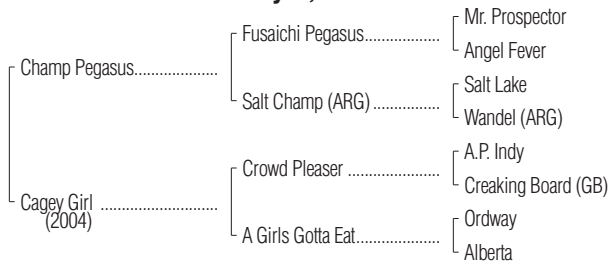 Mr. Prospector
Fusaichi Pegasus..................
Angel Fever
Champ Pegasus....................
Salt Lake
Salt Champ (ARG) ................
Wandel (ARG)
A.P. Indy
Crowd Pleaser ......................
Creaking Board (GB)
Cagey Girl ............................
(2004)
Ordway
A Girls Gotta Eat....................
Alberta